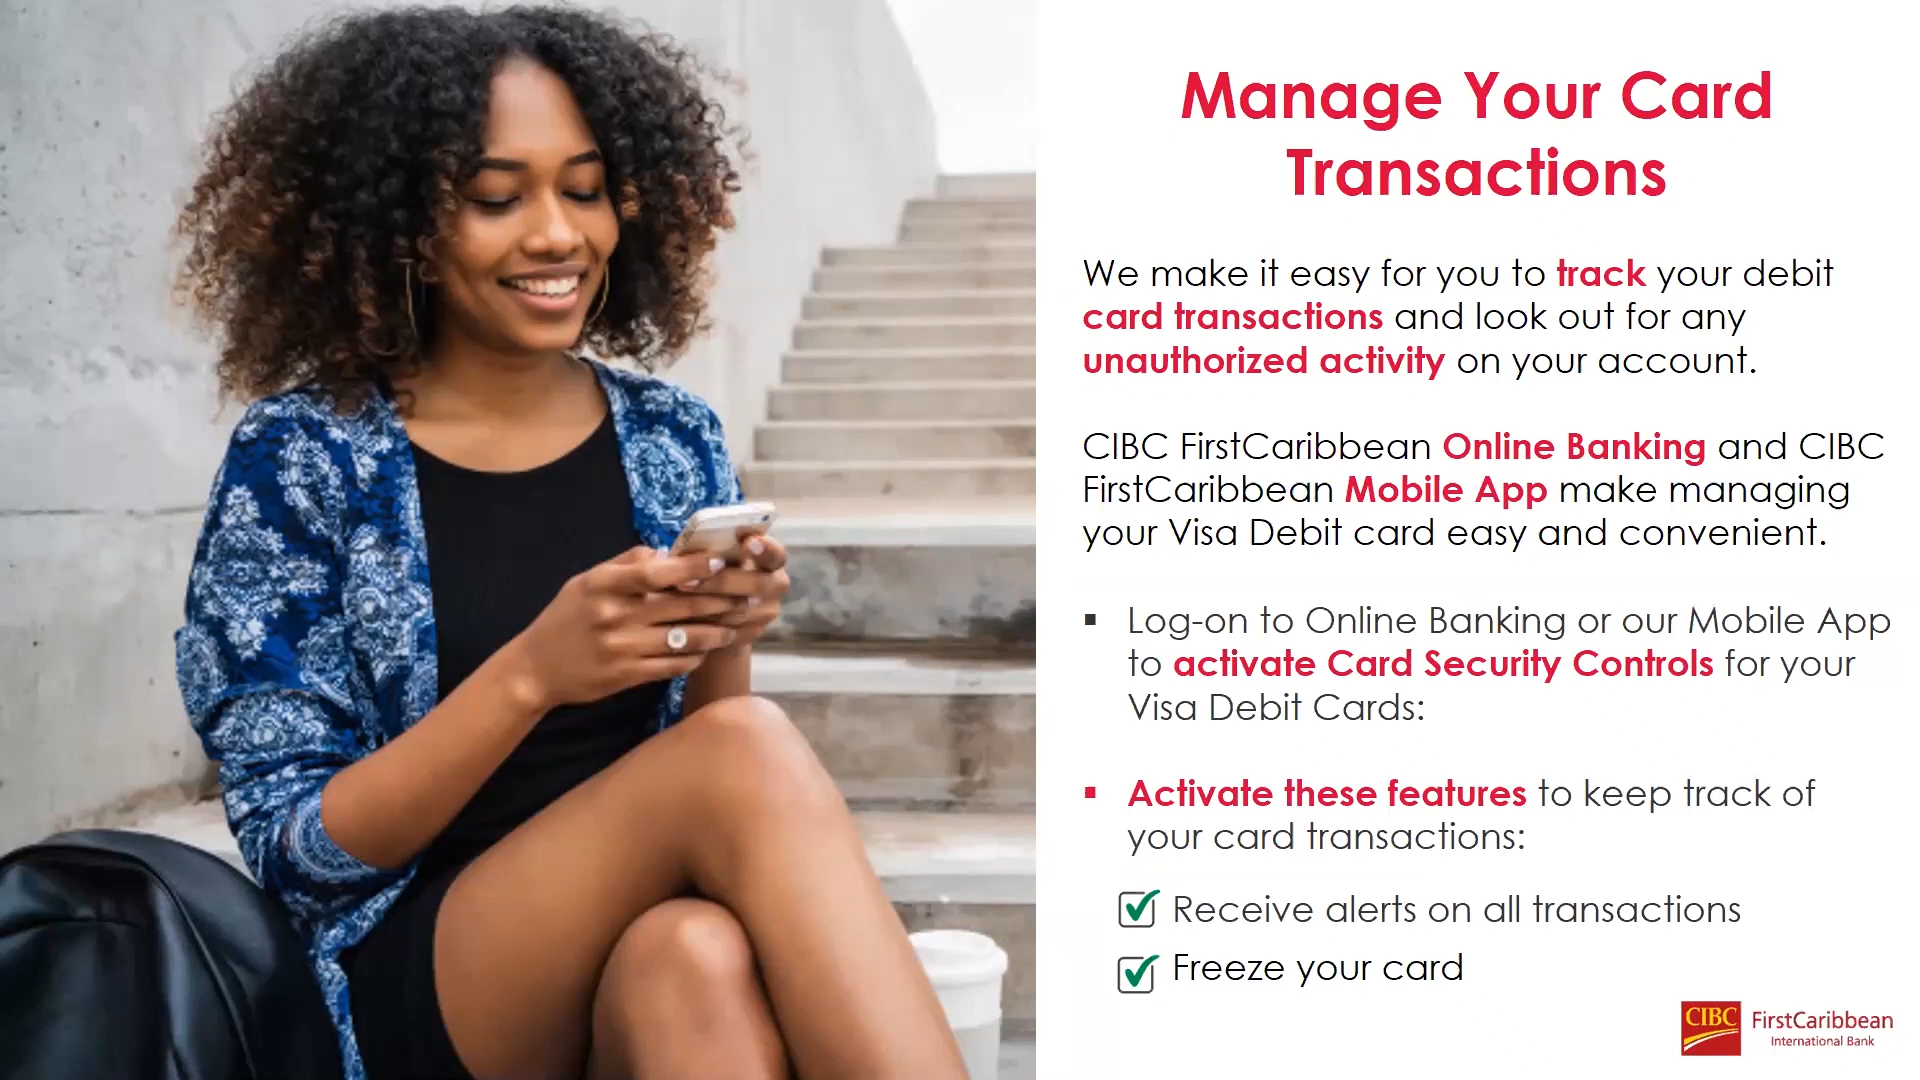 Manage Your Card
Transactions
We make it easy for you to track your debit
card transactions and look out for any
unauthorized activity on your account.
CIBC FirstCaribbean Online Banking and CIBC
FirstCaribbean Mobile App make managing
your Visa Debit card easy and convenient.
▪ Log-on to Online Banking or our Mobile App
to activate Card Security Controls for your
Visa Debit Cards:
▪ Activate these features to keep track of
your card transactions:
Receive alerts on all transactions
Freeze your card
CIBC FirstCaribbean
International Bank